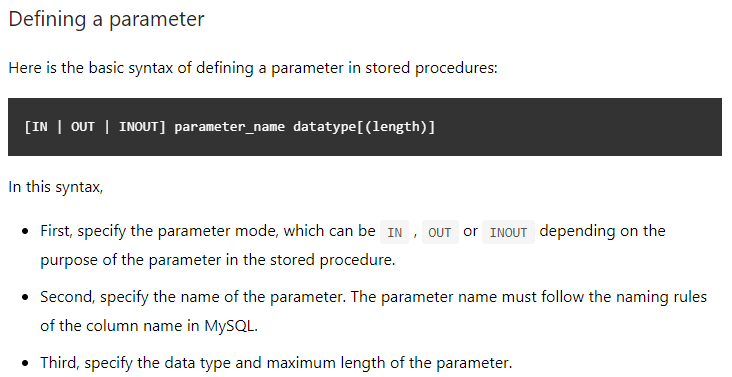 Defining a parameter
Here is the basic syntax of defining a parameter in stored procedures:
[IN | OUT | INOUT] parameter_name datatype[(length)]
In this syntax,
• First, specify the parameter mode, which can be IN , OUT or INOUT depending on the
purpose of the parameter in the stored procedure.
• Second, specify the name of the parameter. The parameter name must follow the naming rules
of the column name in MySQL.
• Third, specify the data type and maximum length of the parameter.